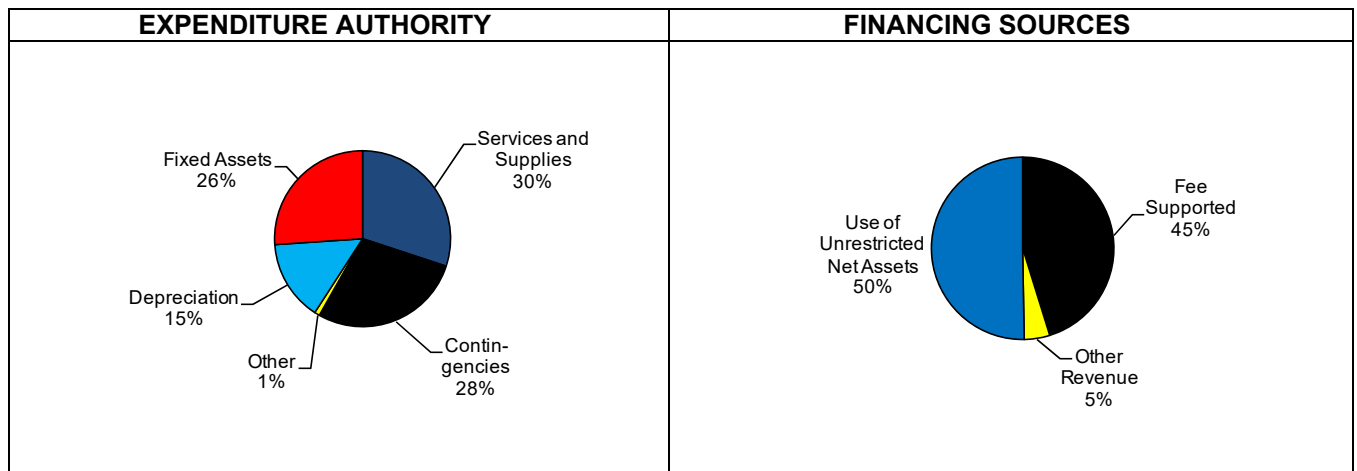 EXPENDITURE AUTHORITY
Services and
Supplies
30%
Contin-
gencies
28%
Other
1%
Depreciation
15%
Fixed Assets
26%
FINANCING SOURCES
Fee
Supported
45%
Other
Revenue
5%
Use of
Unrestricted
Net Assets
50%